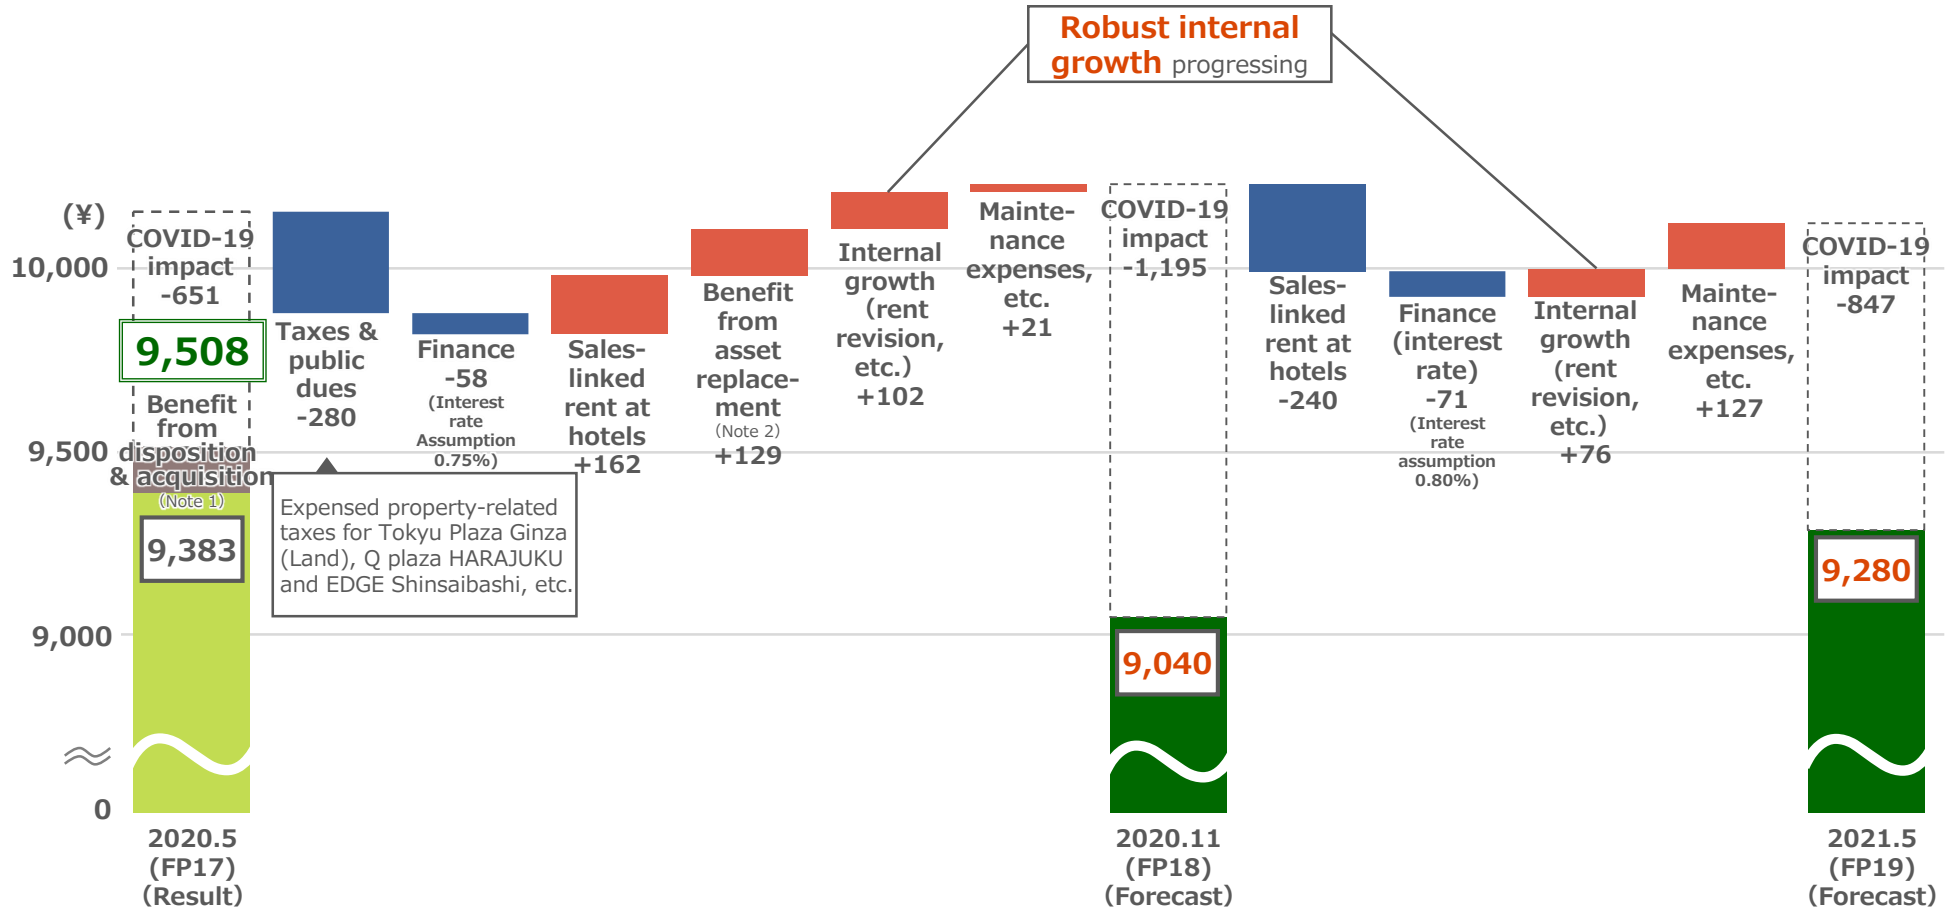 Robust internal
growth progressing
(¥)
10,000
9,500
9,000
0
COVID-19
impact
-651
9,508
Benefit
from
disposition
& acquisition
(Note 1)
9,383
2020.5
(FP17)
(Result)
Taxes &
public
dues
-280
Expensed property-related
taxes for Tokyu Plaza Ginza
(Land), Q plaza HARAJUKU
and EDGE Shinsaibashi, etc.
Finance
-58
(Interest
rate
Assumption
0.75%)
Sales-
linked
rent at
hotels
+162
Benefit
from
asset
replace-
ment
(Note 2)
+129
Internal
growth
(rent
revision,
etc.)
+102
Mainte-
nance
expenses,
etc.
+21
COVID-19
impact
-1,195
9,040
2020.11
(FP18)
(Forecast)
Sales-
linked
rent at
hotels
-240
Finance
(interest
rate)
-71
(Interest
rate
assumption
0.80%)
Internal
growth
(rent
revision,
etc.)
+76
Mainte-
nance
expenses,
etc.
+127
COVID-19
impact
-847
9,280
2021.5
(FP19)
(Forecast)